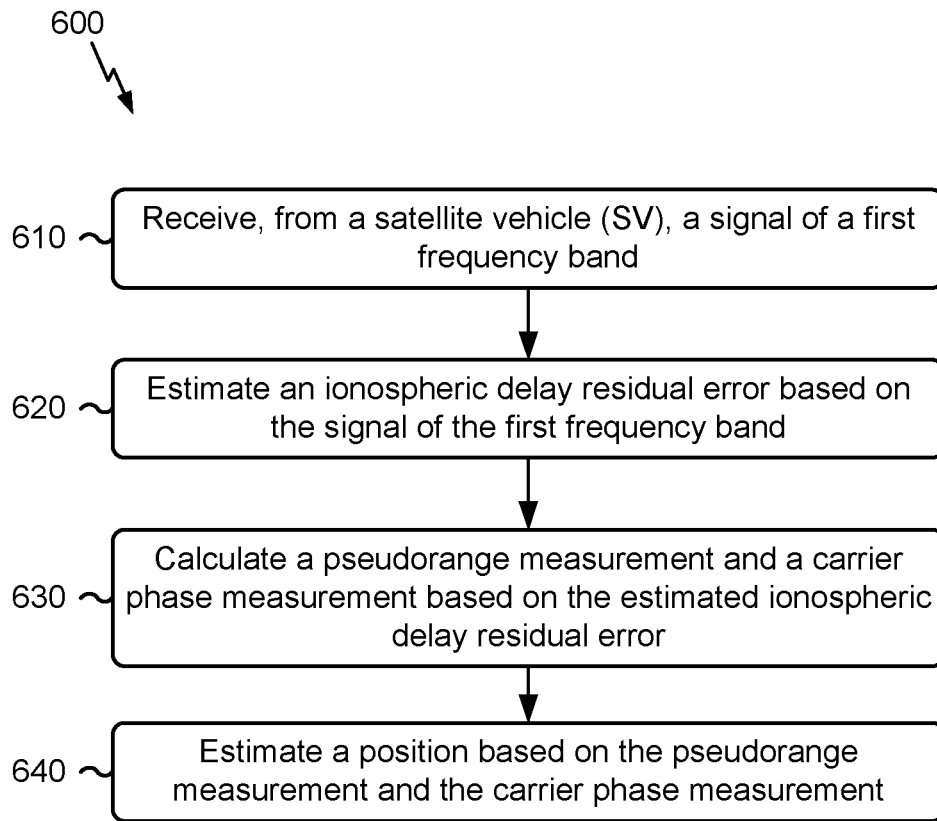 600
610
Receive, from a satellite vehicle (SV), a signal of a first
frequency band
620
Estimate an ionospheric delay residual error based on
the signal of the first frequency band
630
Calculate a pseudorange measurement and a carrier
phase measurement based on the estimated ionospheric
delay residual error
640
Estimate a position based on the pseudorange
measurement and the carrier phase measurement